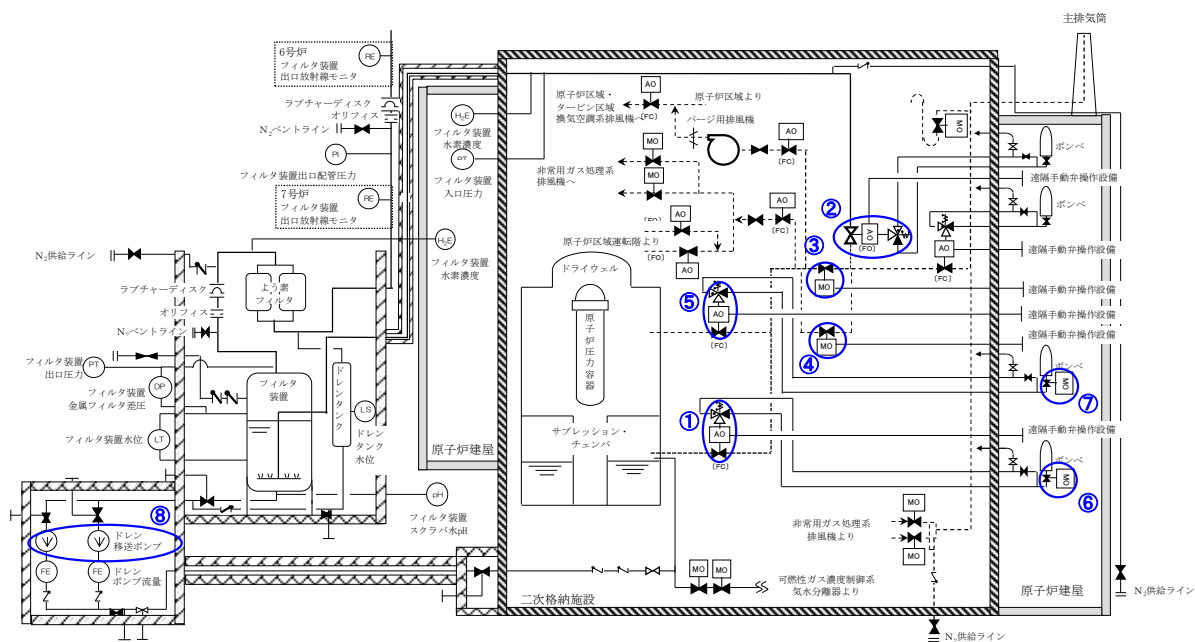 主排気筒
6号炉
フィルタ装置
出口放射線モニタ
RE
ラプチャーディスク
オリフィス
N₂ベントライン
PI
フィルタ装置出口配管圧力
7号炉
フィルタ装置
出口放射線モニタ
RE
H₂E
フィルタ装置
水素濃度
PT
フィルタ装置
入口圧力
H₂E
フィルタ装置
水素濃度
N₂供給ライン
ラプチャーディスク
オリフィス
N₂ベントライン
よう素
フィルタ
PT
フィルタ装置
出口圧力
DP
フィルタ装置
金属フィルタ差圧
フィルタ装置水位
LT
フィルタ
装置
ドレンタンク
LS
ドレン
タンク
水位
原子炉建屋
pH
フィルタ装置
スクラバ水pH
⑧
ドレン
移送ポンプ
FE
FE
ドレン
ポンプ流量
原子炉区域・
タービン区域
換気空調系排風機へ
AO
(FC)
原子炉区域より
パージ用排風機
AO
(FC)
MO
MO
非常用ガス処理系
排風機へ
AO
(FO)
原子炉区域運転階より
(FO)
AO
AO
(FC)
MO
②
AO
(FO)
③
MO
④
MO
⑤
AO
(FC)
①
AO
(FC)
AO
(FC)
ドライウェル
原子炉圧力容器
サプレッション・
チェンバ
ボンベ
遠隔手動弁操作設備
ボンベ
遠隔手動弁操作設備
遠隔手動弁操作設備
遠隔手動弁操作設備
遠隔手動弁操作設備
MO
⑦
遠隔手動弁操作設備
ボンベ
MO
⑥
非常用ガス処理系
排風機より
MO
MO
MO
MO
可燃性ガス濃度制御系
気水分離器より
二次格納施設
原子炉建屋
N₂供給ライン
N₂供給ライン